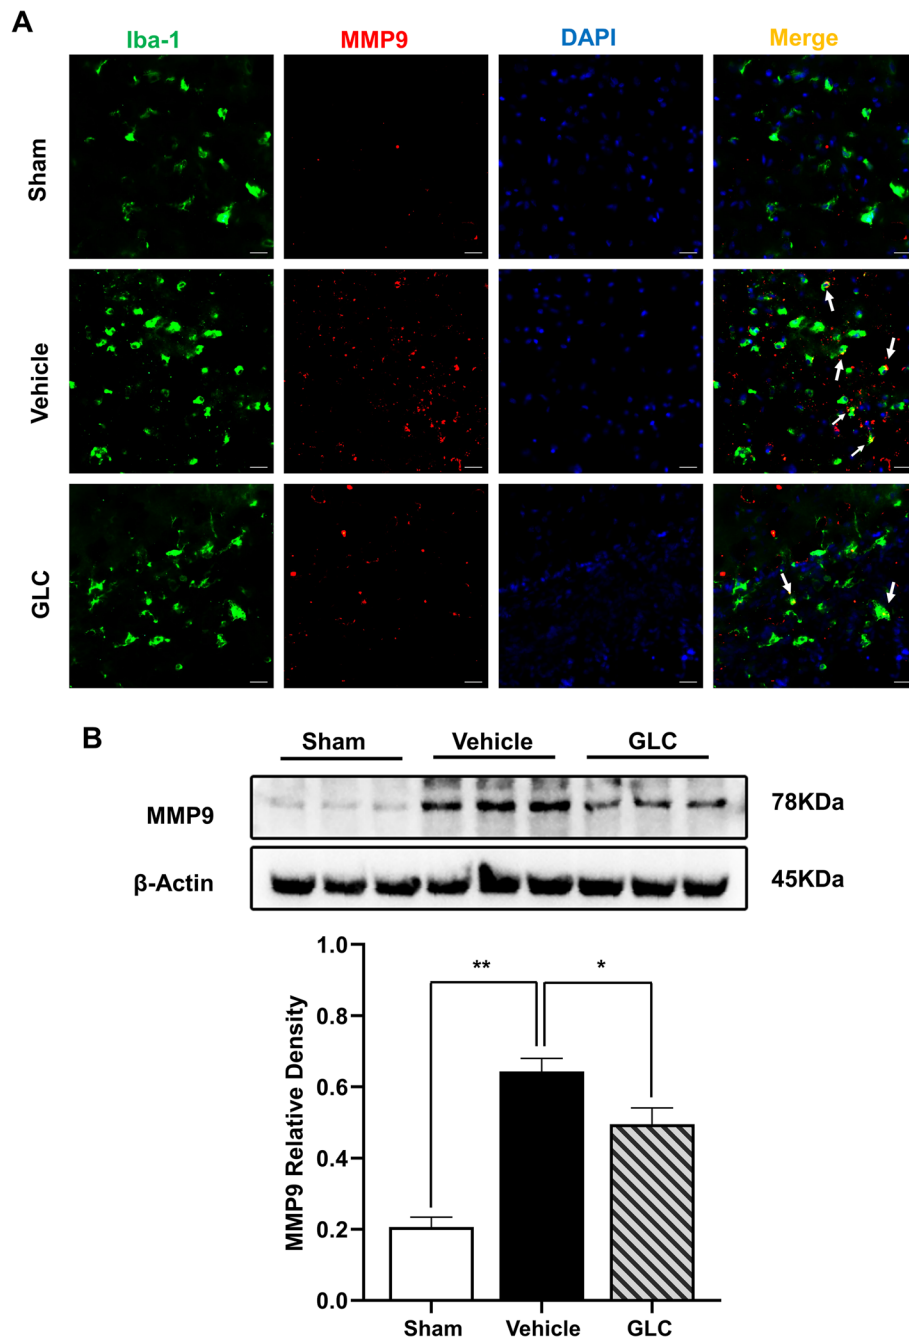 A
Iba-1 MMP9 DAPI Merge
Sham
Vehicle
GLC
B
Sham Vehicle GLC
MMP9 78KDa
β-Actin 45KDa
MMP9 Relative Density
1.0
** *
0.8
0.6
0.4
0.2
0.0
Sham Vehicle GLC